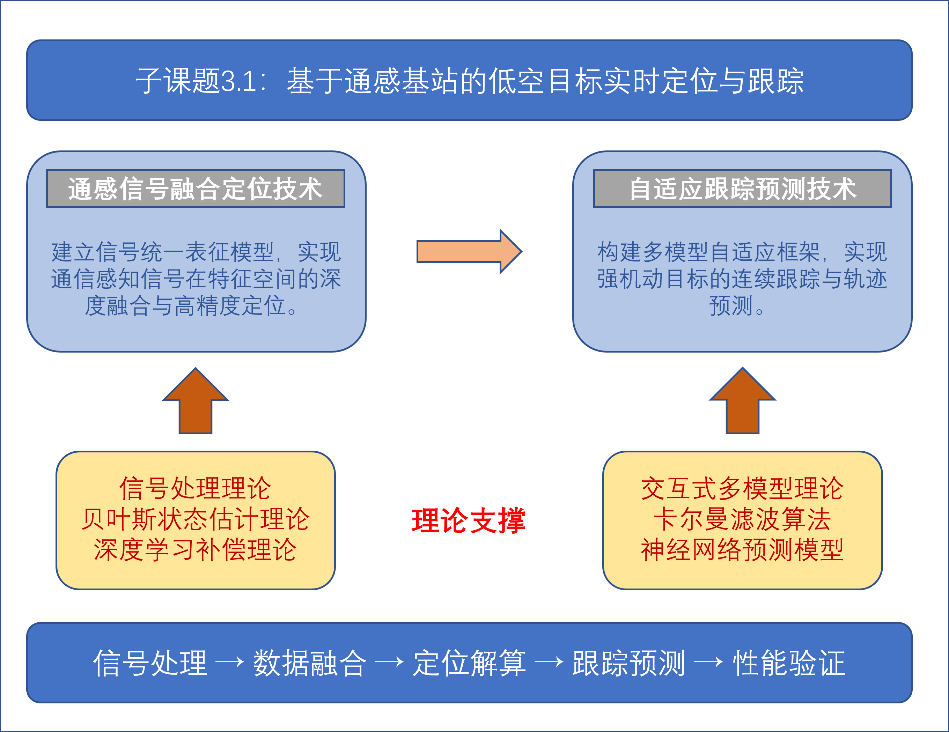 子课题3.1：基于通感基站的低空目标实时定位与跟踪
通感信号融合定位技术
建立信号统一表征模型，实现
通信感知信号在特征空间的深
度融合与高精度定位。
自适应跟踪预测技术
构建多模型自适应框架，实现
强机动目标的连续跟踪与轨迹
预测。
信号处理理论
贝叶斯状态估计理论
深度学习补偿理论
理论支撑
交互式多模型理论
卡尔曼滤波算法
神经网络预测模型
信号处理→数据融合→定位解算→跟踪预测→性能验证